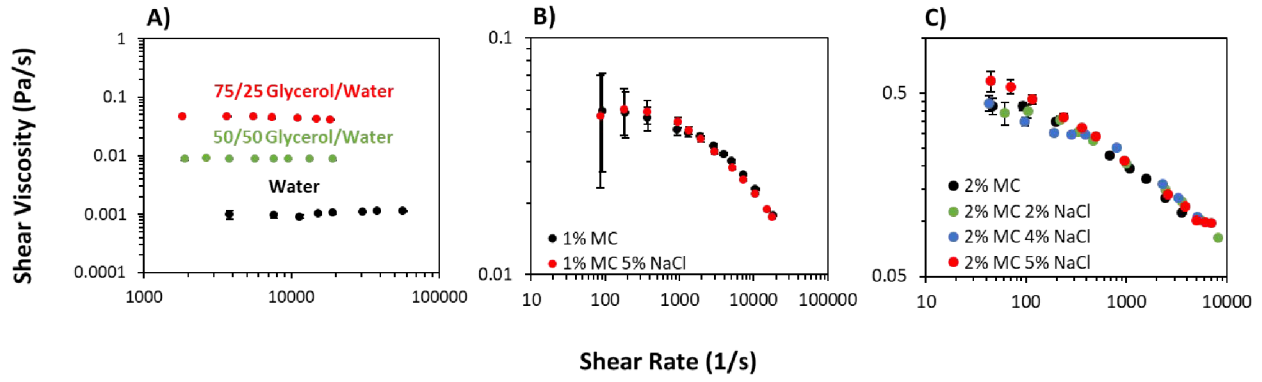 A)
B)
C)
Shear Viscosity (Pa/s)
1
0.1
0.01
0.001
0.0001
75/25 Glycerol/Water
50/50 Glycerol/Water
Water
1000
10000
100000
0.1
0.01
1% MC
1% MC 5% NaCl
10
100
1000
10000
100000
0.5
0.05
2% MC
2% MC 2% NaCl
2% MC 4% NaCl
2% MC 5% NaCl
10
100
1000
10000
Shear Rate (1/s)